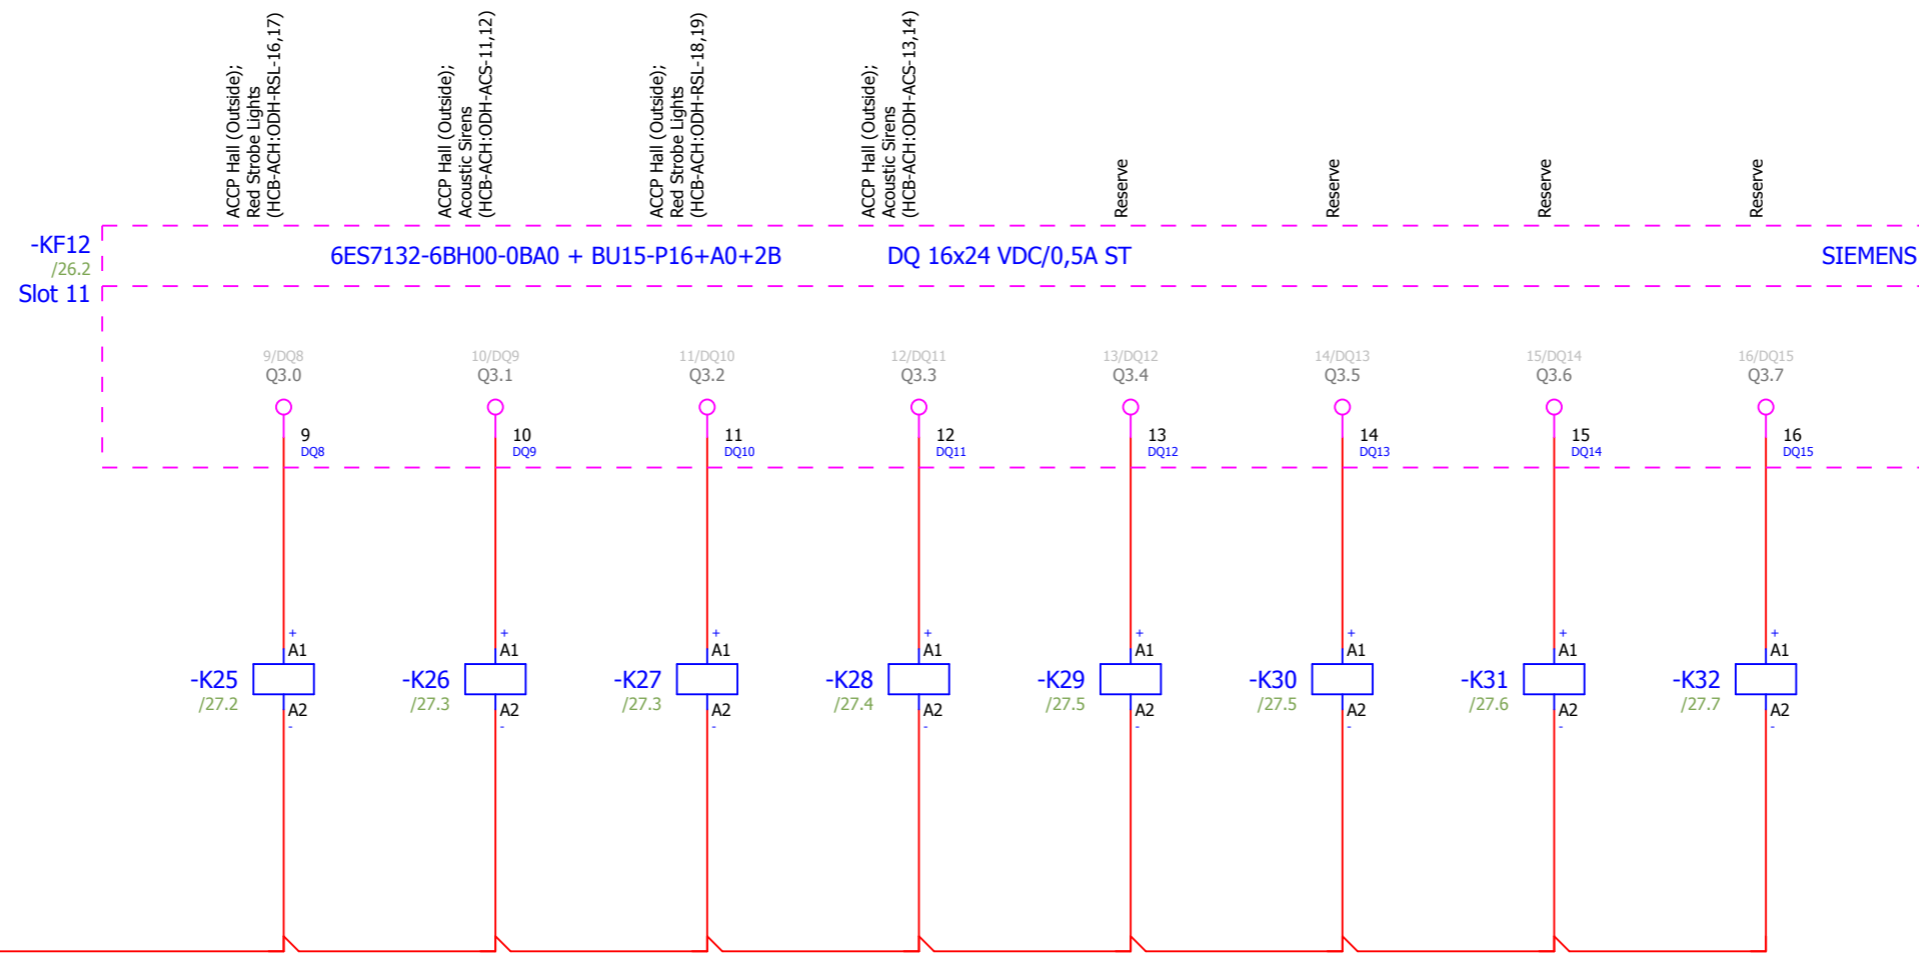 ACCP Hall (Outside);
Red Strobe Lights
(HCB-ACH:ODH-RSL-16,17)
ACCP Hall (Outside);
Acoustic Sirens
(HCB-ACH:ODH-ACS-11,12)
ACCP Hall (Outside);
Red Strobe Lights
(HCB-ACH:ODH-RSL-18,19)
ACCP Hall (Outside);
Acoustic Sirens
(HCB-ACH:ODH-ACS-13,14)
Reserve
Reserve
Reserve
Reserve
-KF12
/26.2
Slot 11
6ES7132-6BH00-0BA0 + BU15-P16+A0+2B
DQ 16x24 VDC/0,5A ST
SIEMENS
9/DQ8
Q3.0
10/DQ9
Q3.1
11/DQ10
Q3.2
12/DQ11
Q3.3
13/DQ12
Q3.4
14/DQ13
Q3.5
15/DQ14
Q3.6
16/DQ15
Q3.7
9
DQ8
10
DQ9
11
DQ10
12
DQ11
13
DQ12
14
DQ13
15
DQ14
16
DQ15
+
A1
-K25
/27.2
A2
-
+
A1
-K26
/27.3
A2
-
+
A1
-K27
/27.3
A2
-
+
A1
-K28
/27.4
A2
-
+
A1
-K29
/27.5
A2
-
+
A1
-K30
/27.5
A2
-
+
A1
-K31
/27.6
A2
-
+
A1
-K32
/27.7
A2
-